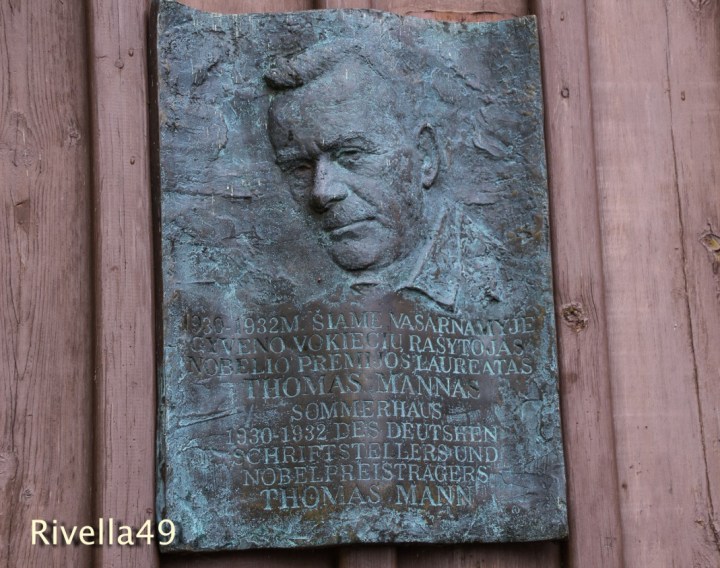 1930-1932M. ŠIAME VASARNAMYJE
GYVENO VOKIEČIŲ RAŠYTOJAS
NOBELIO PREMIJOS LAUREATAS
THOMAS MANNAS
SOMMERHAUS
1930-1932 DES DEUTSHEN
SCHRIFTSTELLERS UND
NOBELPREISTRÄGERS
THOMAS MANN
Rivella49